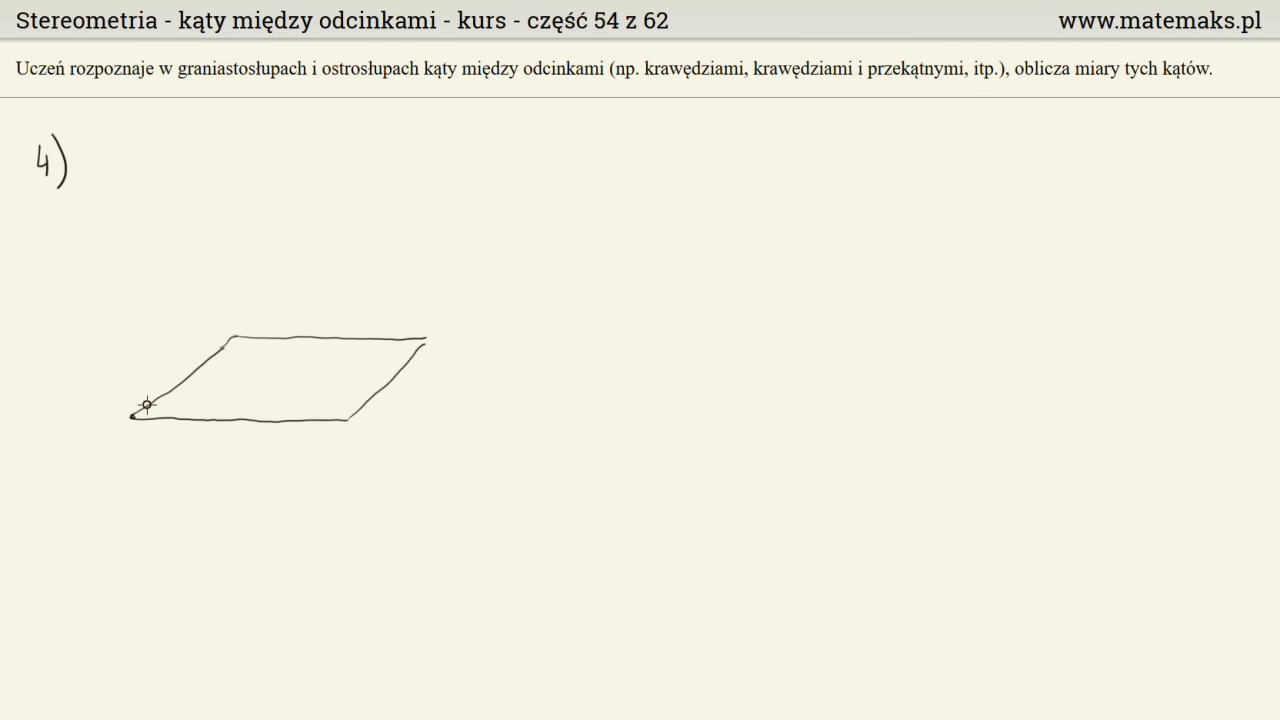 Stereometria - kąty między odcinkami - kurs - część 54 z 62 www.matemaks.pl
Uczeń rozpoznaje w graniastosłupach i ostrosłupach kąty między odcinkami (np. krawędziami, krawędziami i przekątnymi, itp.), oblicza miary tych kątów.
4)